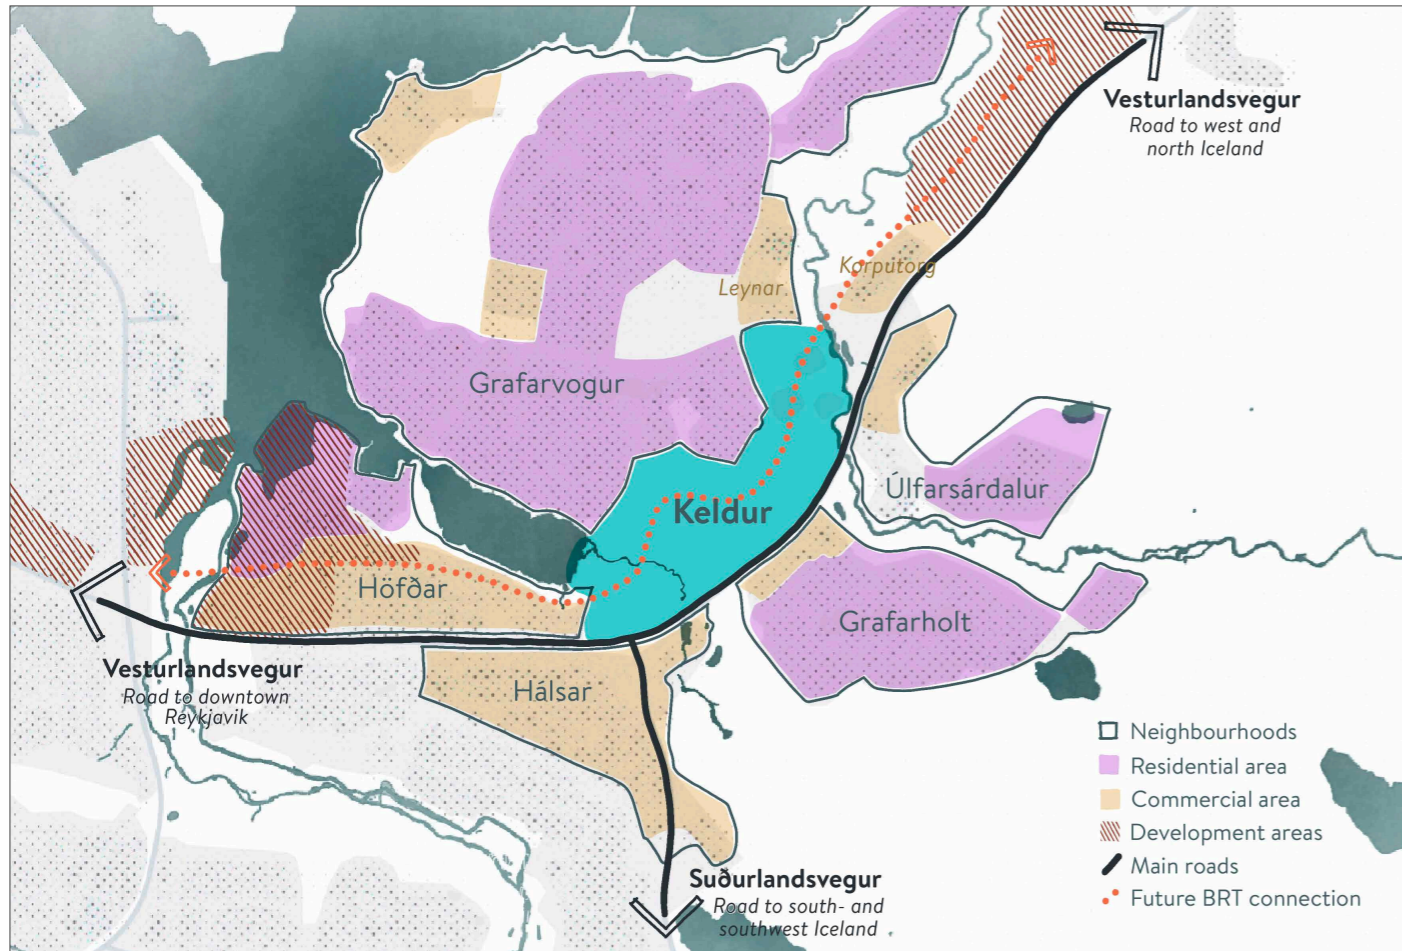 Vesturlandsvegur
Road to west and
north Iceland
Korputorg
Leynar
Grafarvogur
Úlfarsárdalur
Keldur
Höfðar
Grafarholt
Vesturlandsvegur
Road to downtown
Reykjavik
Hálsar
Suðurlandsvegur
Road to south- and
southwest Iceland
Neighbourhoods
Residential area
Commercial area
Development areas
Main roads
Future BRT connection